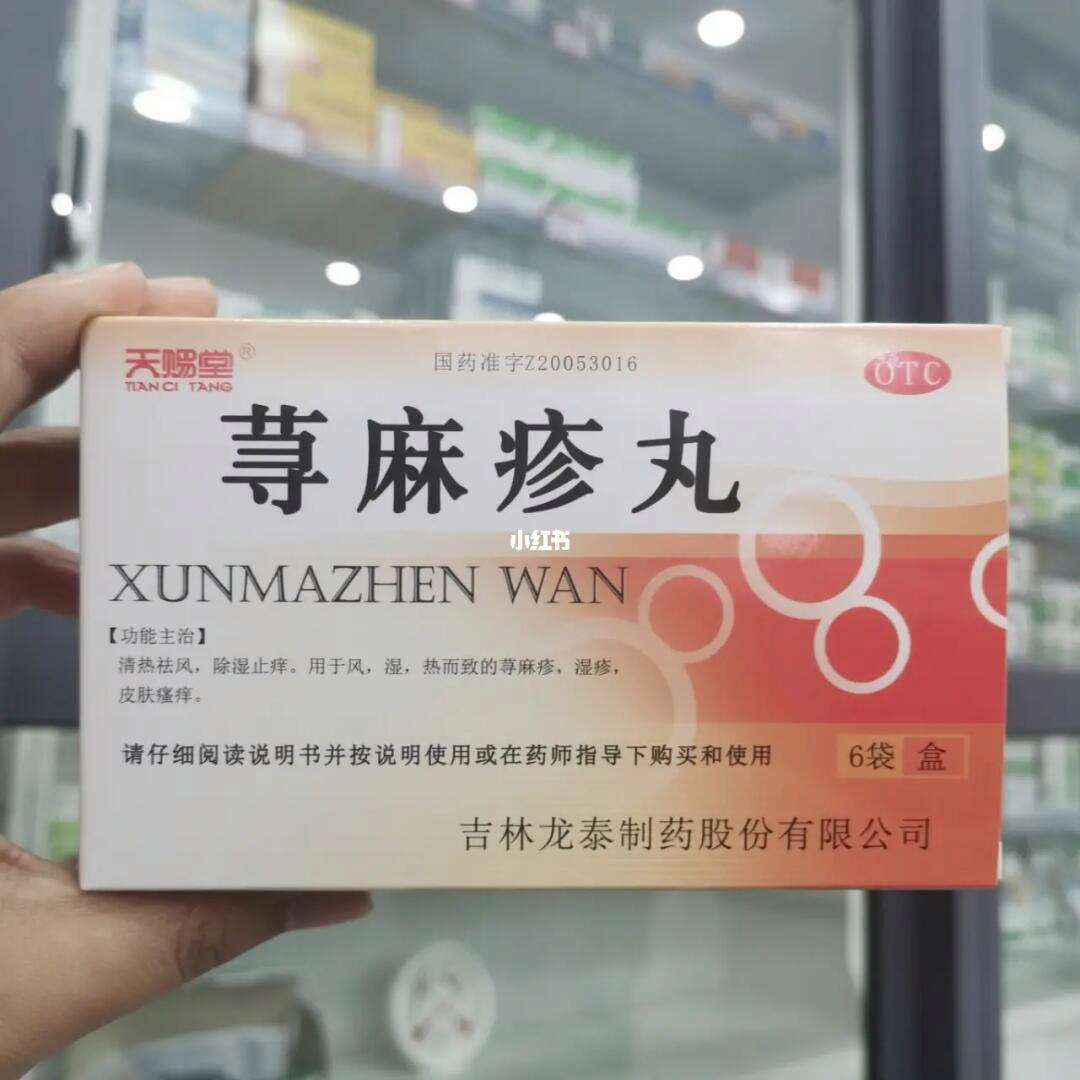 天赐堂®
TIAN CI TANG
国药准字Z20053016
OTC
荨麻疹丸
小红书
XUNMAZHEN WAN
【功能主治】
清热祛风，除湿止痒。用于风，湿，热而致的荨麻疹，湿疹，
皮肤瘙痒。
请仔细阅读说明书并按说明使用或在药师指导下购买和使用
6袋 盒
吉林龙泰制药股份有限公司